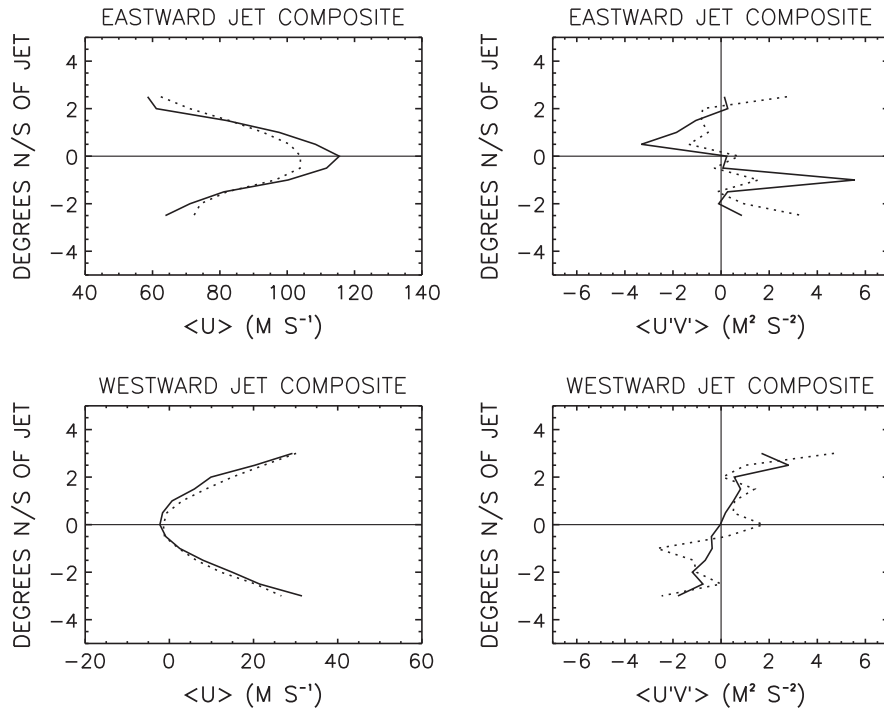 EASTWARD JET COMPOSITE
DEGREES N/S OF JET
4
2
0
−2
−4
40 60 80 100 120 140
<U> (M S⁻¹)
EASTWARD JET COMPOSITE
DEGREES N/S OF JET
4
2
0
−2
−4
−6 −4 −2 0 2 4 6
<U'V'> (M² S⁻²)
WESTWARD JET COMPOSITE
DEGREES N/S OF JET
4
2
0
−2
−4
−20 0 20 40 60
<U> (M S⁻¹)
WESTWARD JET COMPOSITE
DEGREES N/S OF JET
4
2
0
−2
−4
−6 −4 −2 0 2 4 6
<U'V'> (M² S⁻²)